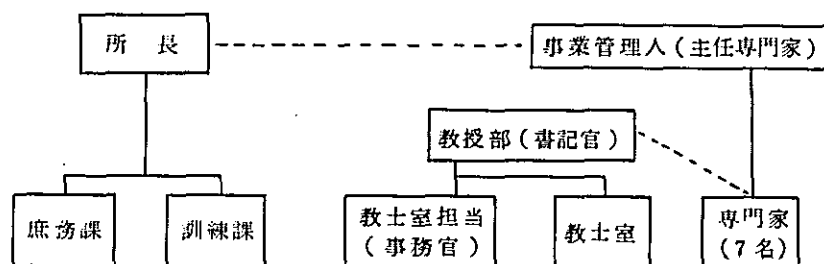 所長
事業管理人(主任専門家)
教授部(書記官)
庶務課
訓練課
教士室担当
(事務官)
教士室
専門家
(7名)